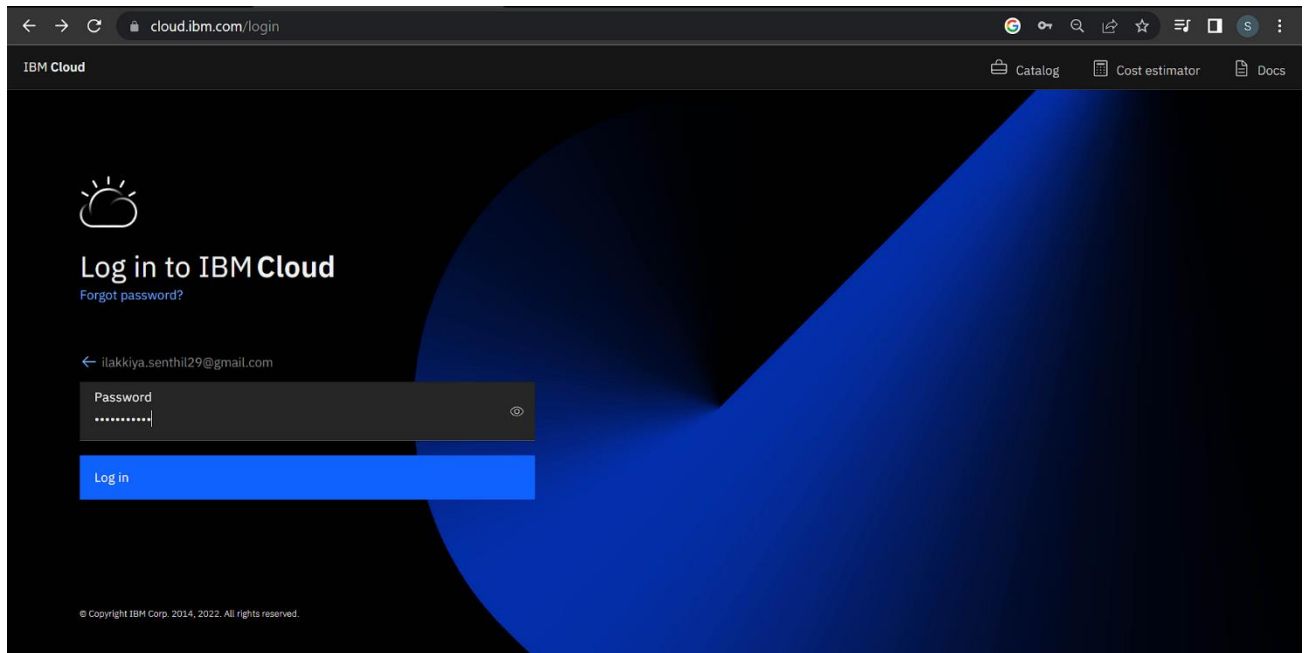 cloud.ibm.com/login
S
IBM Cloud
Catalog
Cost estimator
Docs
Log in to IBM Cloud
Forgot password?
ilakkiya.senthil29@gmail.com
Password
•••••••••••
Log in
© Copyright IBM Corp. 2014, 2022. All rights reserved.